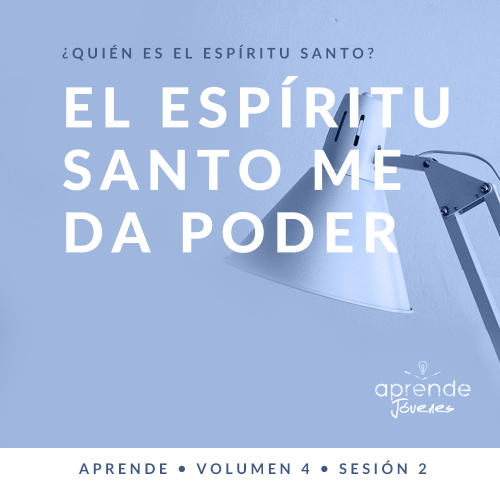 ¿QUIÉN ES EL ESPÍRITU SANTO?
EL ESPÍRITU
SANTO ME
DA PODER
aprende
Jóvenes
APRENDE • VOLUMEN 4 • SESIÓN 2